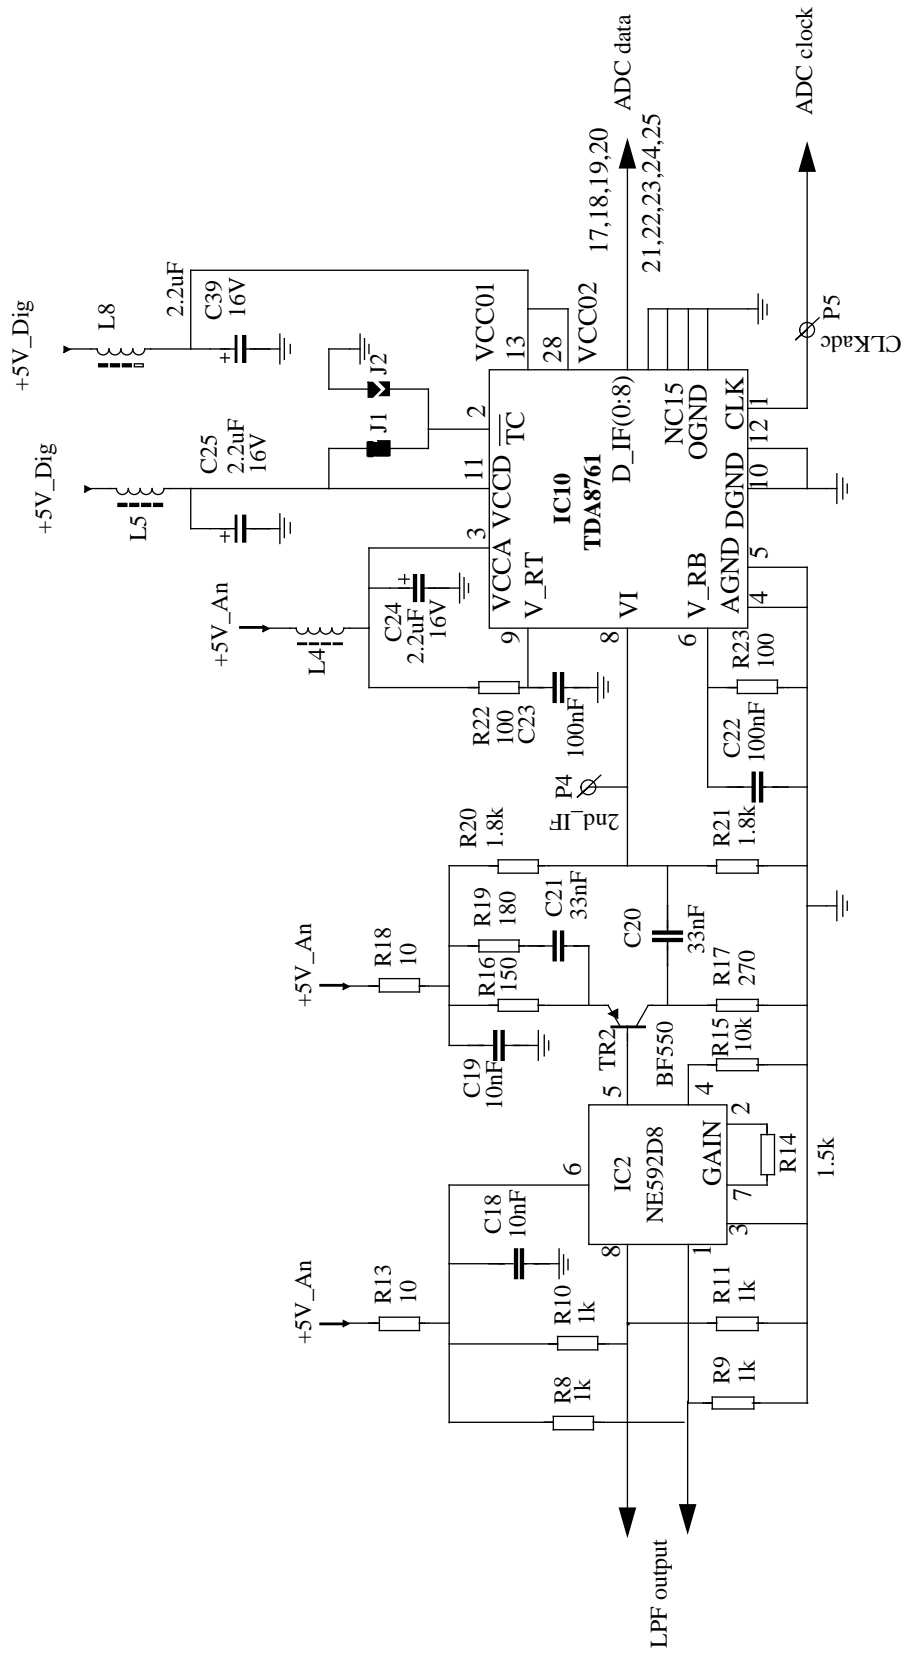 +5V_Dig
L8
2.2uF
C39
16V
+5V_Dig
L5
C25
2.2uF
16V
J1
J2
+5V_An
L4
C24
2.2uF
16V
R22
100
C23
100nF
VCC01
13
28
VCC02
2
TC
11
VCCD
3
VCCA
9
V_RT
IC10
TDA8761
8
VI
D_IF(0:8)
17,18,19,20
21,22,23,24,25
ADC data
NC15
OGND
6
V_RB
CLK
1
12
DGND
10
AGND
5
4
R23
100
C22
100nF
P5
CLKadc
ADC clock
P4
2nd_IF
+5V_An
R18
10
R20
1.8k
R19
180
C21
33nF
R16
150
C19
10nF
TR2
BF550
C20
33nF
R21
1.8k
R17
270
R15
10k
5
4
6
IC2
NE592D8
GAIN
2
7
R14
1.5k
3
8
1
+5V_An
R13
10
C18
10nF
R10
1k
R8
1k
R11
1k
R9
1k
LPF output